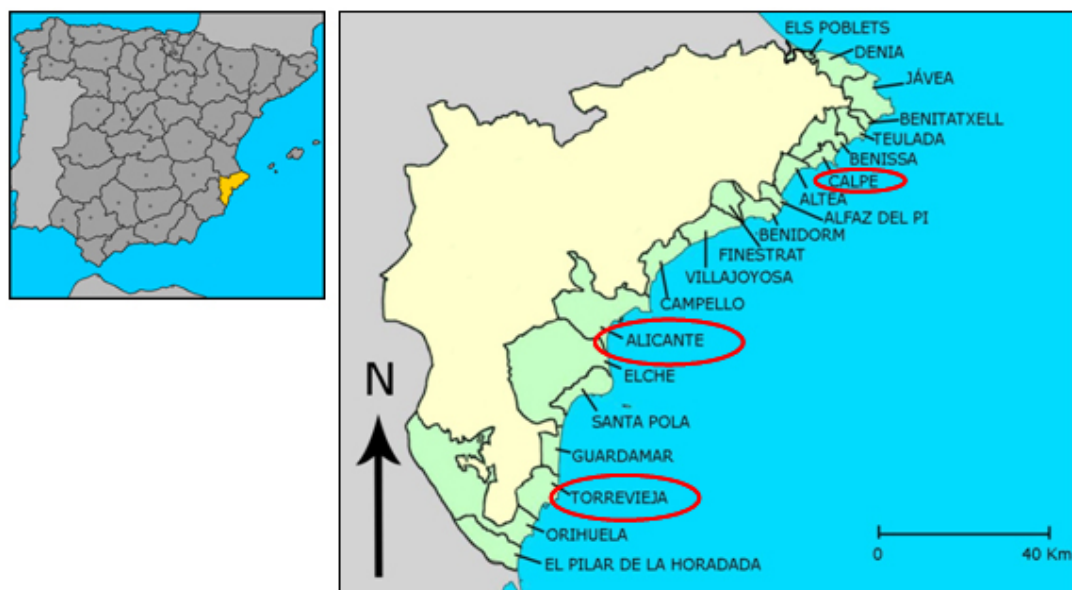 ELS POBLETS
DENIA
JÁVEA
BENITATXELL
TEULADA
BENISSA
CALPE
ALTEA
ALFAZ DEL PI
BENIDORM
FINESTRAT
VILLAJOYOSA
CAMPELLO
ALICANTE
N
ELCHE
SANTA POLA
GUARDAMAR
TORREVIEJA
ORIHUELA
EL PILAR DE LA HORADADA
0 40 Km